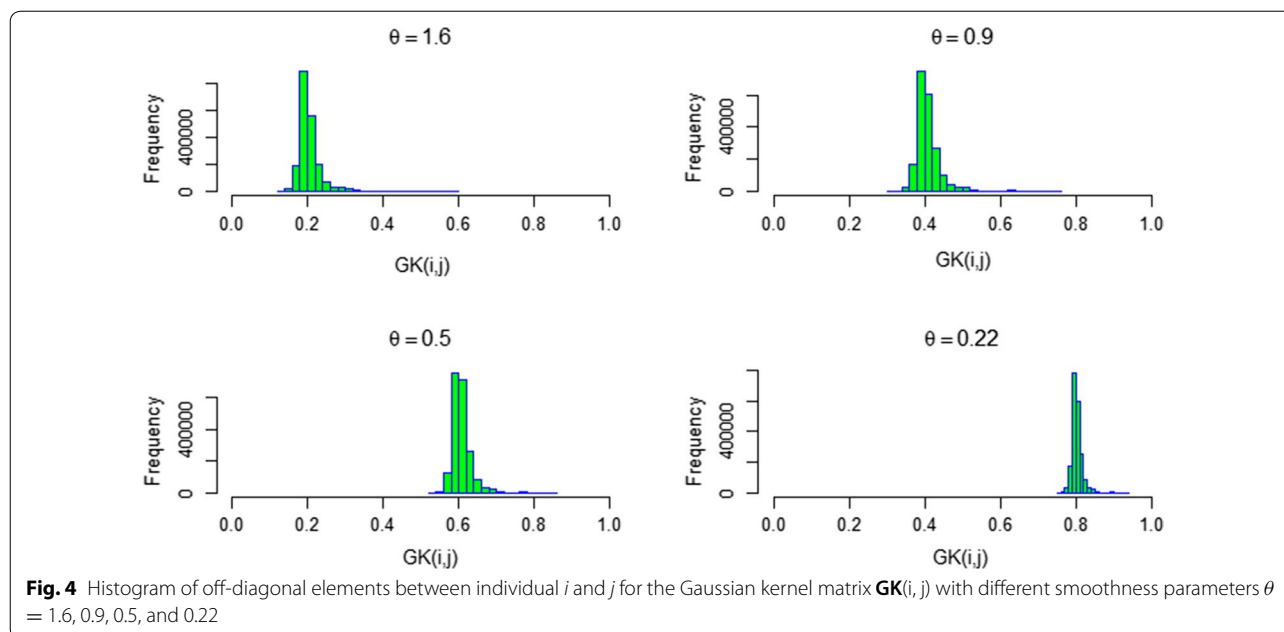 θ = 1.6
Frequency
400000
0
0.0 0.2 0.4 0.6 0.8 1.0
GK(i,j)
θ = 0.9
Frequency
400000
0
0.0 0.2 0.4 0.6 0.8 1.0
GK(i,j)
θ = 0.5
Frequency
400000
0
0.0 0.2 0.4 0.6 0.8 1.0
GK(i,j)
θ = 0.22
Frequency
400000
0
0.0 0.2 0.4 0.6 0.8 1.0
GK(i,j)
Fig. 4 Histogram of off-diagonal elements between individual i and j for the Gaussian kernel matrix GK(i, j) with different smoothness parameters θ
= 1.6, 0.9, 0.5, and 0.22